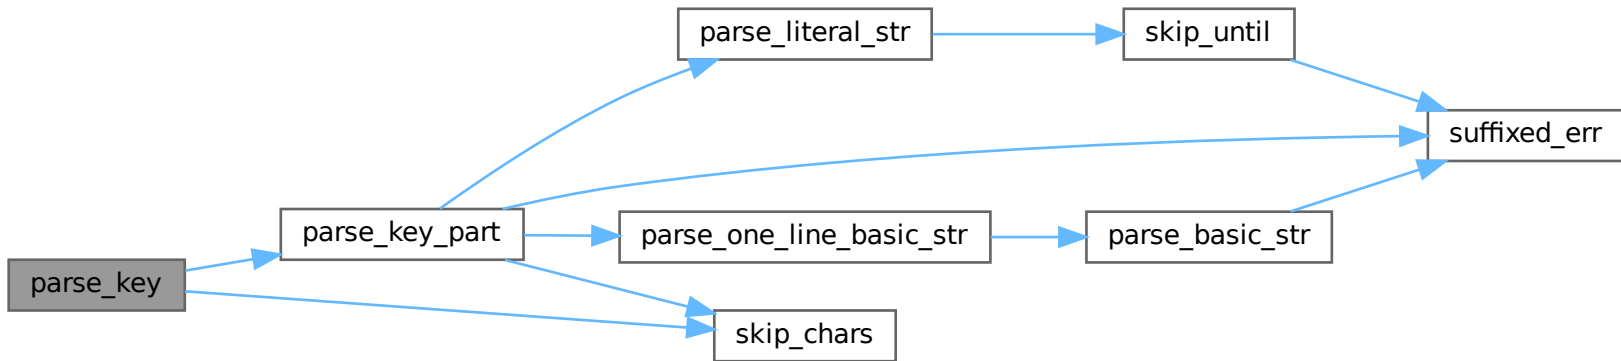 parse_literal_str
skip_until
suffixed_err
parse_key_part
parse_one_line_basic_str
parse_basic_str
parse_key
skip_chars